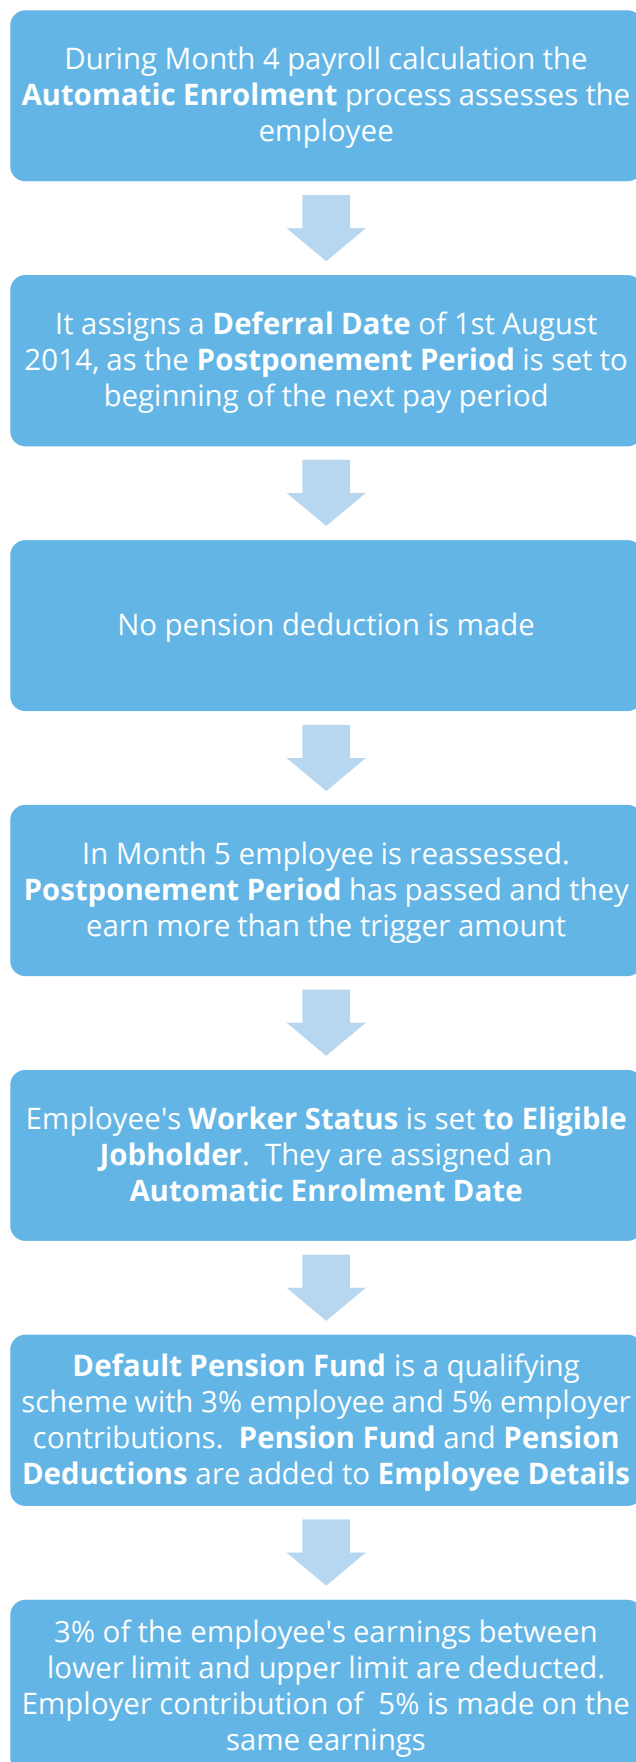 During Month 4 payroll calculation the
Automatic Enrolment process assesses the
employee
It assigns a Deferral Date of 1st August
2014, as the Postponement Period is set to
beginning of the next pay period
No pension deduction is made
In Month 5 employee is reassessed.
Postponement Period has passed and they
earn more than the trigger amount
Employee's Worker Status is set to Eligible
Jobholder.  They are assigned an
Automatic Enrolment Date
Default Pension Fund is a qualifying
scheme with 3% employee and 5% employer
contributions.  Pension Fund and Pension
Deductions are added to Employee Details
3% of the employee's earnings between
lower limit and upper limit are deducted.
Employer contribution of  5% is made on the
same earnings